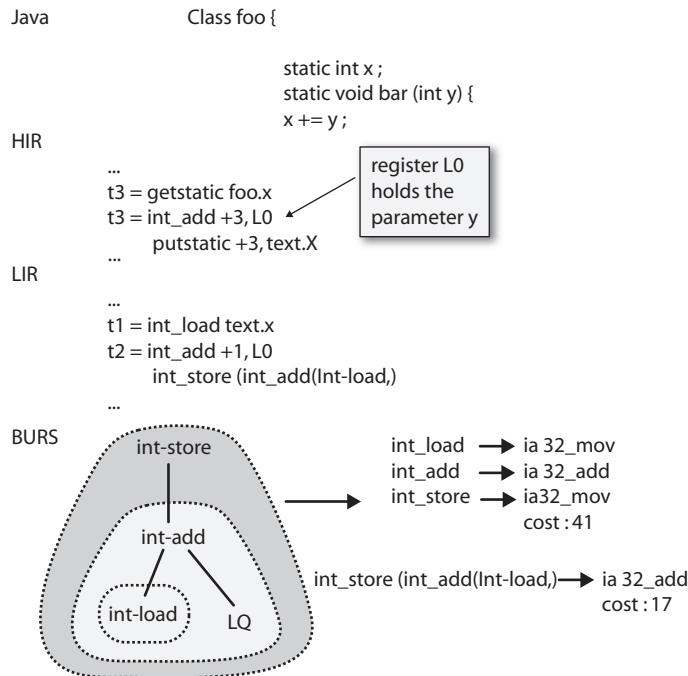 Java
Class foo {
static int x ;
static void bar (int y) {
x += y ;
HIR
...
t3 = getstatic foo.x
t3 = int_add +3, L0
putstatic +3, text.X
...
register L0
holds the
parameter y
LIR
...
t1 = int_load text.x
t2 = int_add +1, L0
int_store (int_add(Int-load,)
...
BURS
int-store
int-add
int-load
LQ
int_load ia 32_mov
int_add ia 32_add
int_store ia32_mov
cost : 41
int_store (int_add(Int-load,) ia 32_add
cost : 17